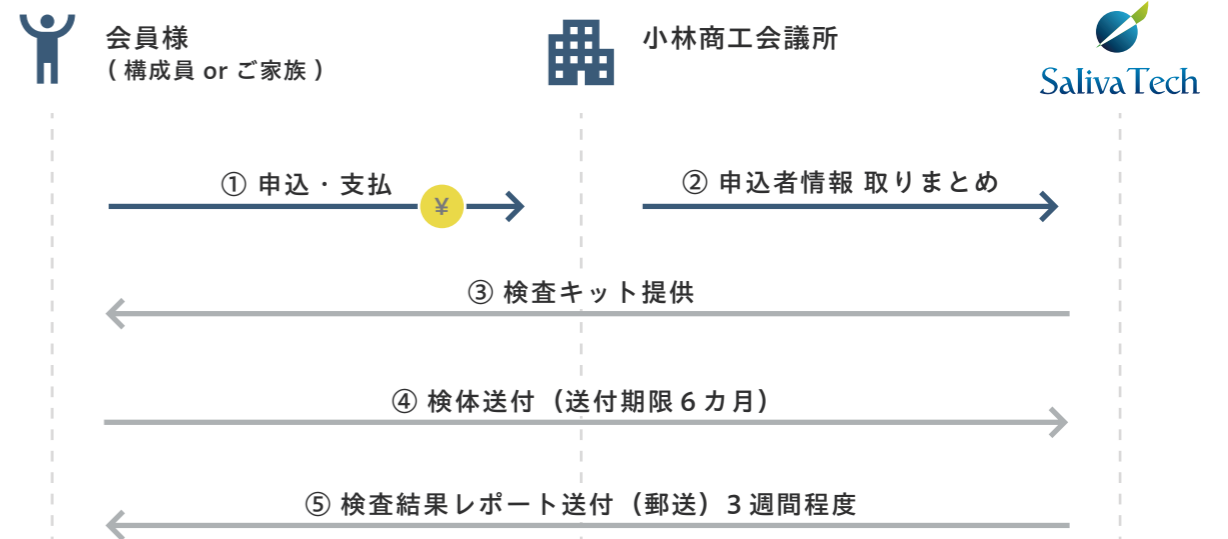 会員様
（構成員 or ご家族）
小林商工会議所
SalivaTech
① 申込・支払
¥
② 申込者情報 取りまとめ
③ 検査キット提供
④ 検体送付（送付期限６カ月）
⑤ 検査結果レポート送付（郵送）3 週間程度